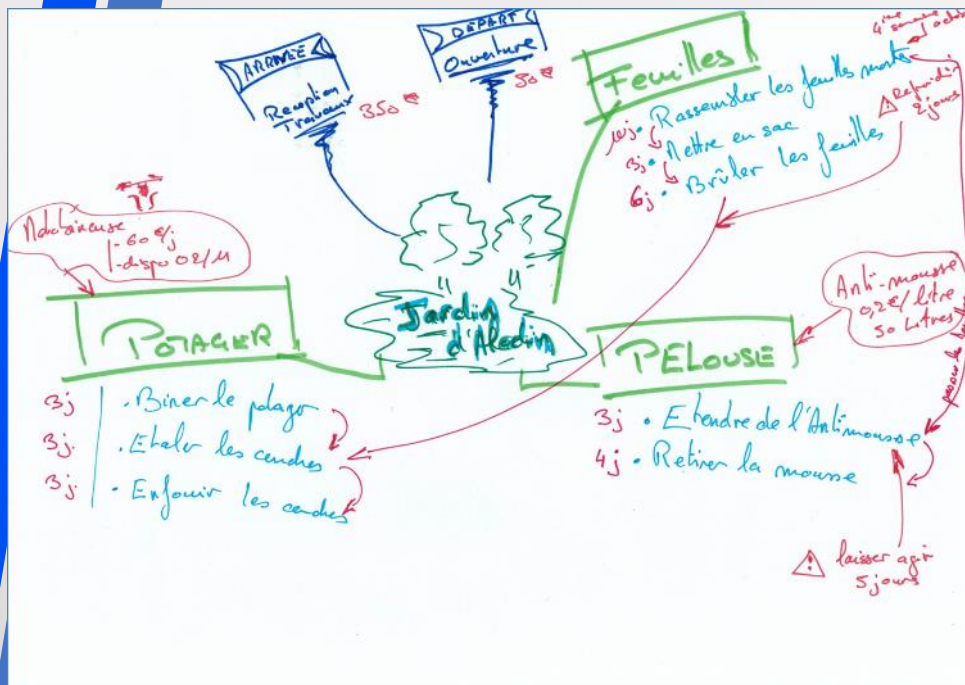 ARRIVÉE
Réception
Travaux
350 €
DÉPART
Ouverture
50 €
Feuilles
4ième semaine
octobre
Rassembler les feuilles mortes
3j • Mettre en sac
6j • Brûler les feuilles
⚠ Refroidir
2 jours
- 60 €/j
- dispo 02/11
POTAGER
3j . Biner le potager
3j. . Etaler les cendres
3j. • Enfouir les cendres
Jardin
d'Aladin
Anti-mousse
0,2€/litre
50 Litres
PELOUSE
3j • Etendre de l'Antimousse
4j • Retirer la mousse
⚠ laisser agir
5 jours